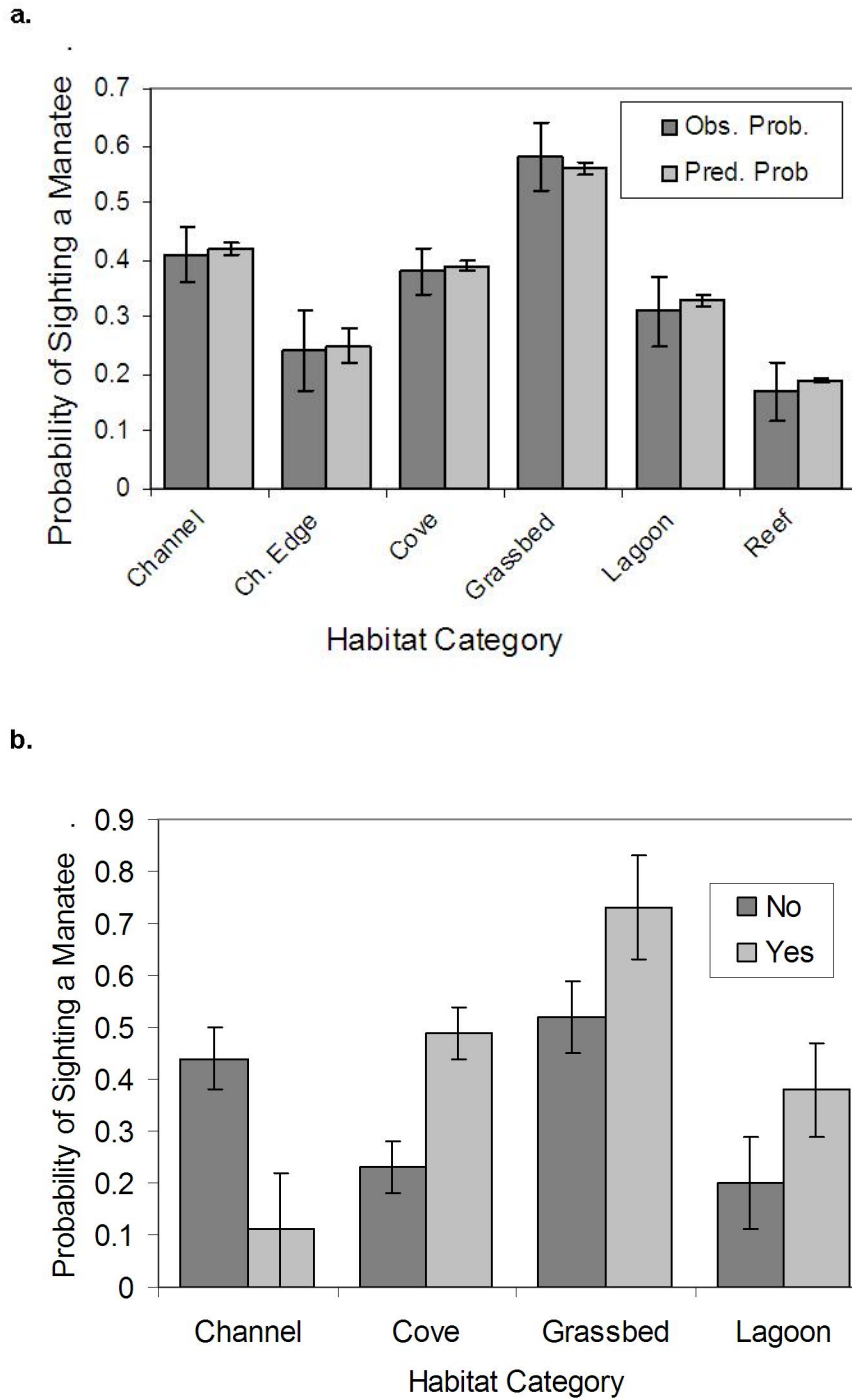 a.
.
Probability of Sighting a Manatee
0.7
0.6
0.5
0.4
0.3
0.2
0.1
0
Obs. Prob.
Pred. Prob
Channel
Ch. Edge
Cove
Grassbed
Lagoon
Reef
Habitat Category
b.
.
Probability of Sighting a Manatee
0.9
0.8
0.7
0.6
0.5
0.4
0.3
0.2
0.1
0
No
Yes
Channel
Cove
Grassbed
Lagoon
Habitat Category